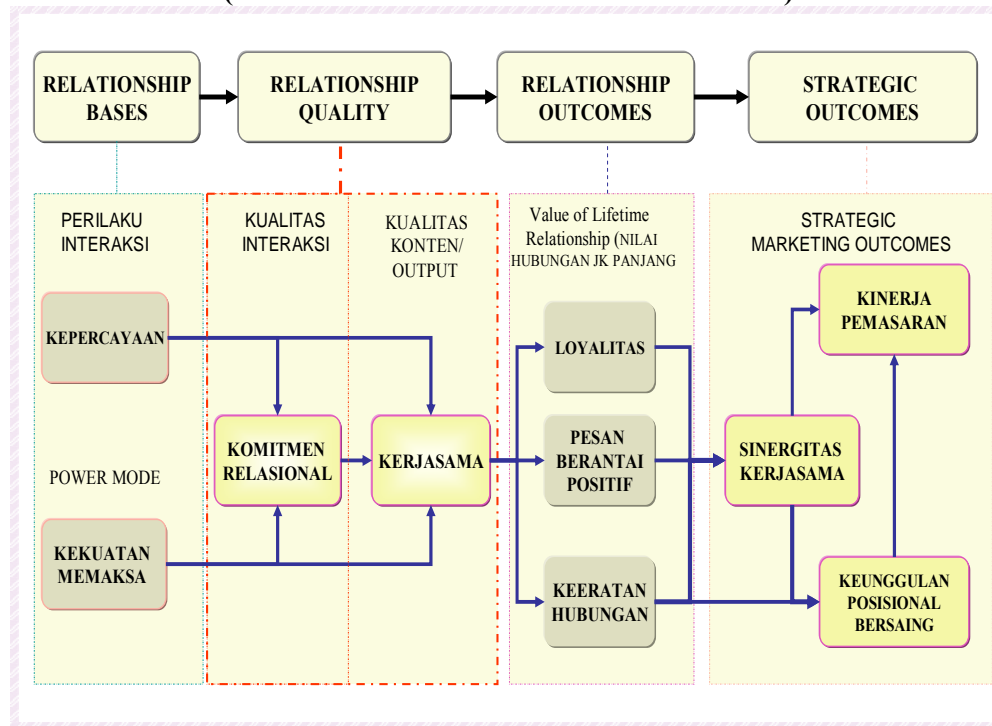 RELATIONSHIP
BASES
RELATIONSHIP
QUALITY
RELATIONSHIP
OUTCOMES
STRATEGIC
OUTCOMES
PERILAKU
INTERAKSI
KUALITAS
INTERAKSI
KUALITAS
KONTEN/
OUTPUT
Value of Lifetime
Relationship (NILAI
HUBUNGAN JK PANJANG
STRATEGIC
MARKETING OUTCOMES
KEPERCAYAAN
POWER MODE
KEKUATAN
MEMAKSA
KOMITMEN
RELASIONAL
KERJASAMA
LOYALITAS
PESAN
BERANTAI
POSITIF
KEERATAN
HUBUNGAN
KINERJA
PEMASARAN
SINERGITAS
KERJASAMA
KEUNGGULAN
POSISIONAL
BERSAING